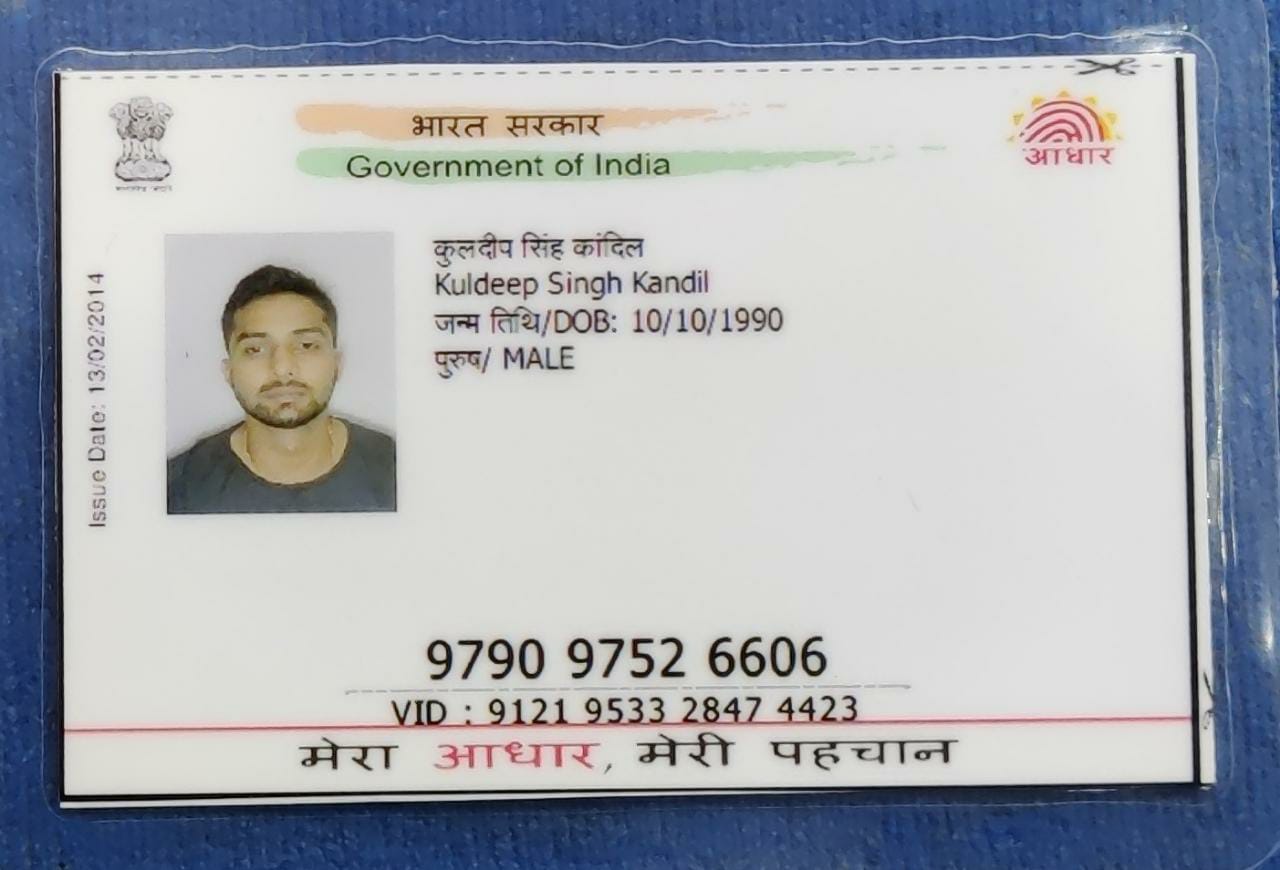 भारत सरकार
Government of India
आधार
Issue Date: 13/02/2014
कुलदीप सिंह कांदिल
Kuldeep Singh Kandil
जन्म तिथि/DOB: 10/10/1990
पुरुष/ MALE
9790 9752 6606
VID : 9121 9533 2847 4423
मेरा आधार, मेरी पहचान